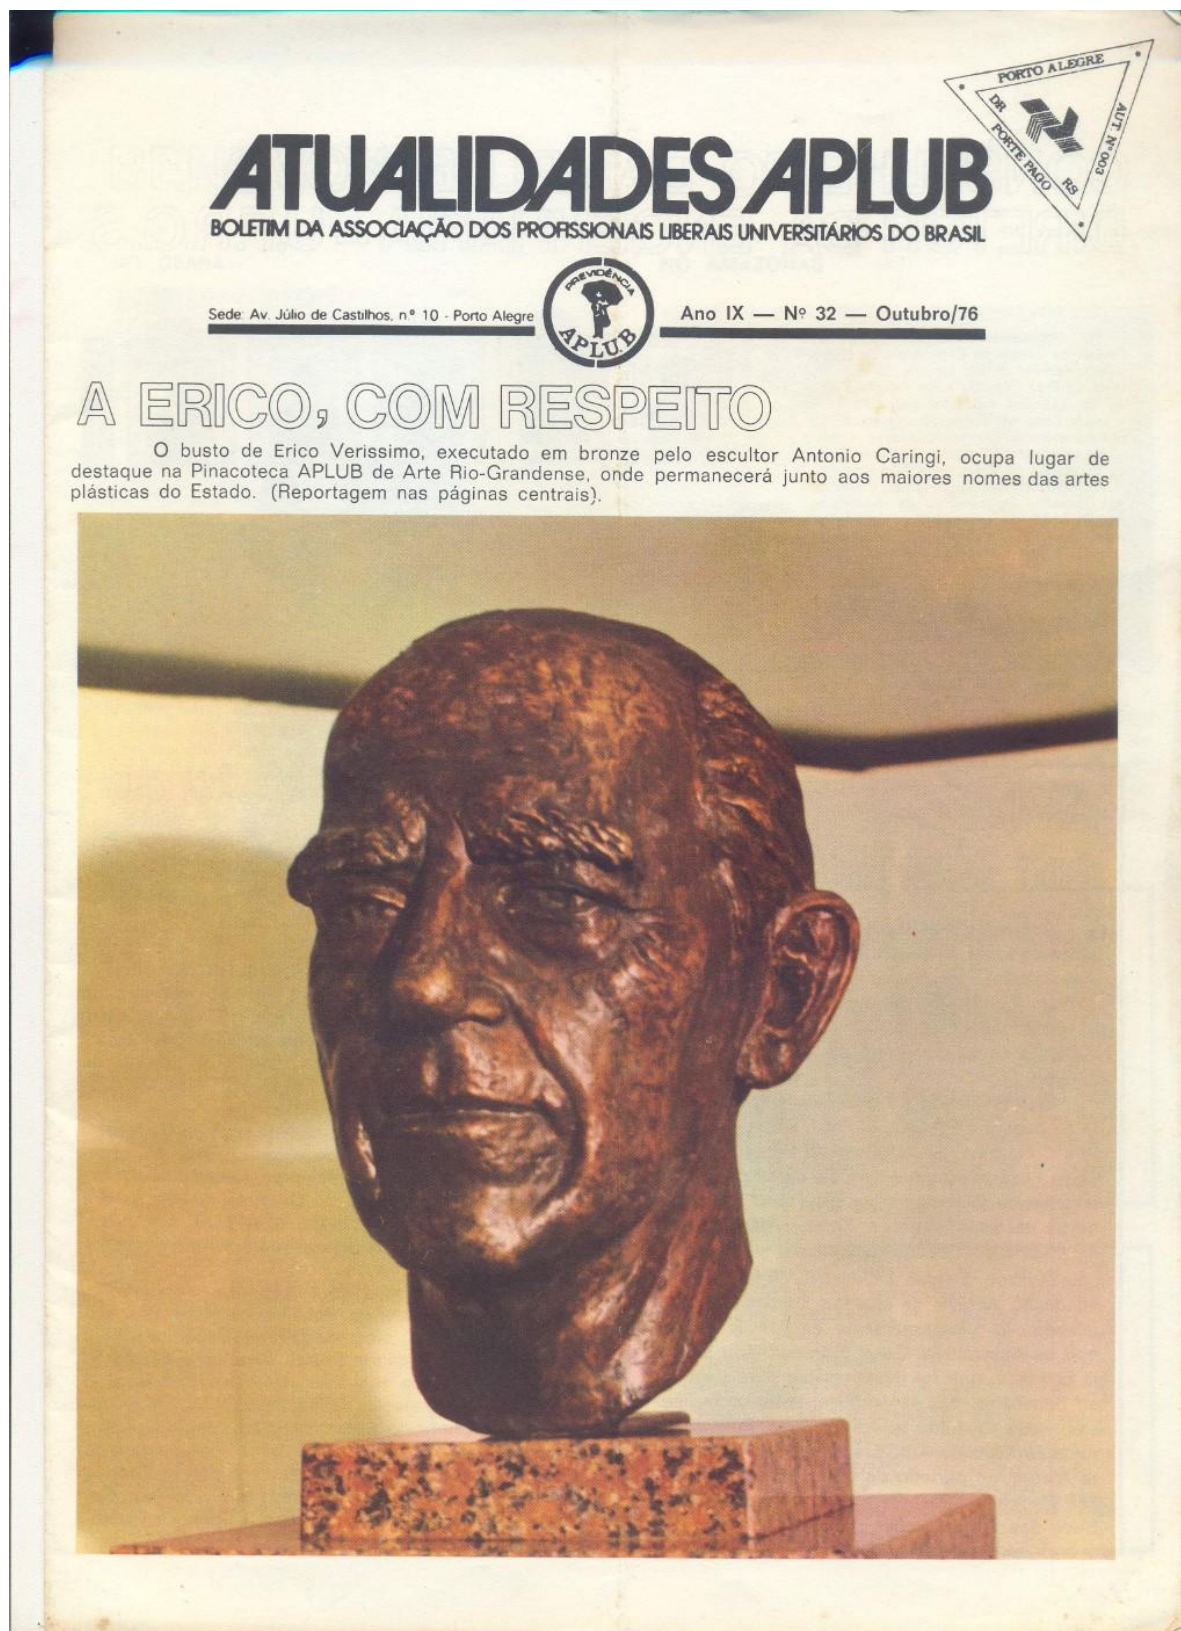 PORTO ALEGRE
DR
PORTE PAGO
RS
AUT. Nº 003
ATUALIDADES APLUB
BOLETIM DA ASSOCIAÇÃO DOS PROFISSIONAIS LIBERAIS UNIVERSITÁRIOS DO BRASIL
Sede: Av. Júlio de Castilhos, n.º 10 - Porto Alegre
PREVIDÊNCIA
APLUB
Ano IX — Nº 32 — Outubro/76
A ERICO, COM RESPEITO
O busto de Erico Verissimo, executado em bronze pelo escultor Antonio Caringi, ocupa lugar de
destaque na Pinacoteca APLUB de Arte Rio-Grandense, onde permanecerá junto aos maiores nomes das artes
plásticas do Estado. (Reportagem nas páginas centrais).